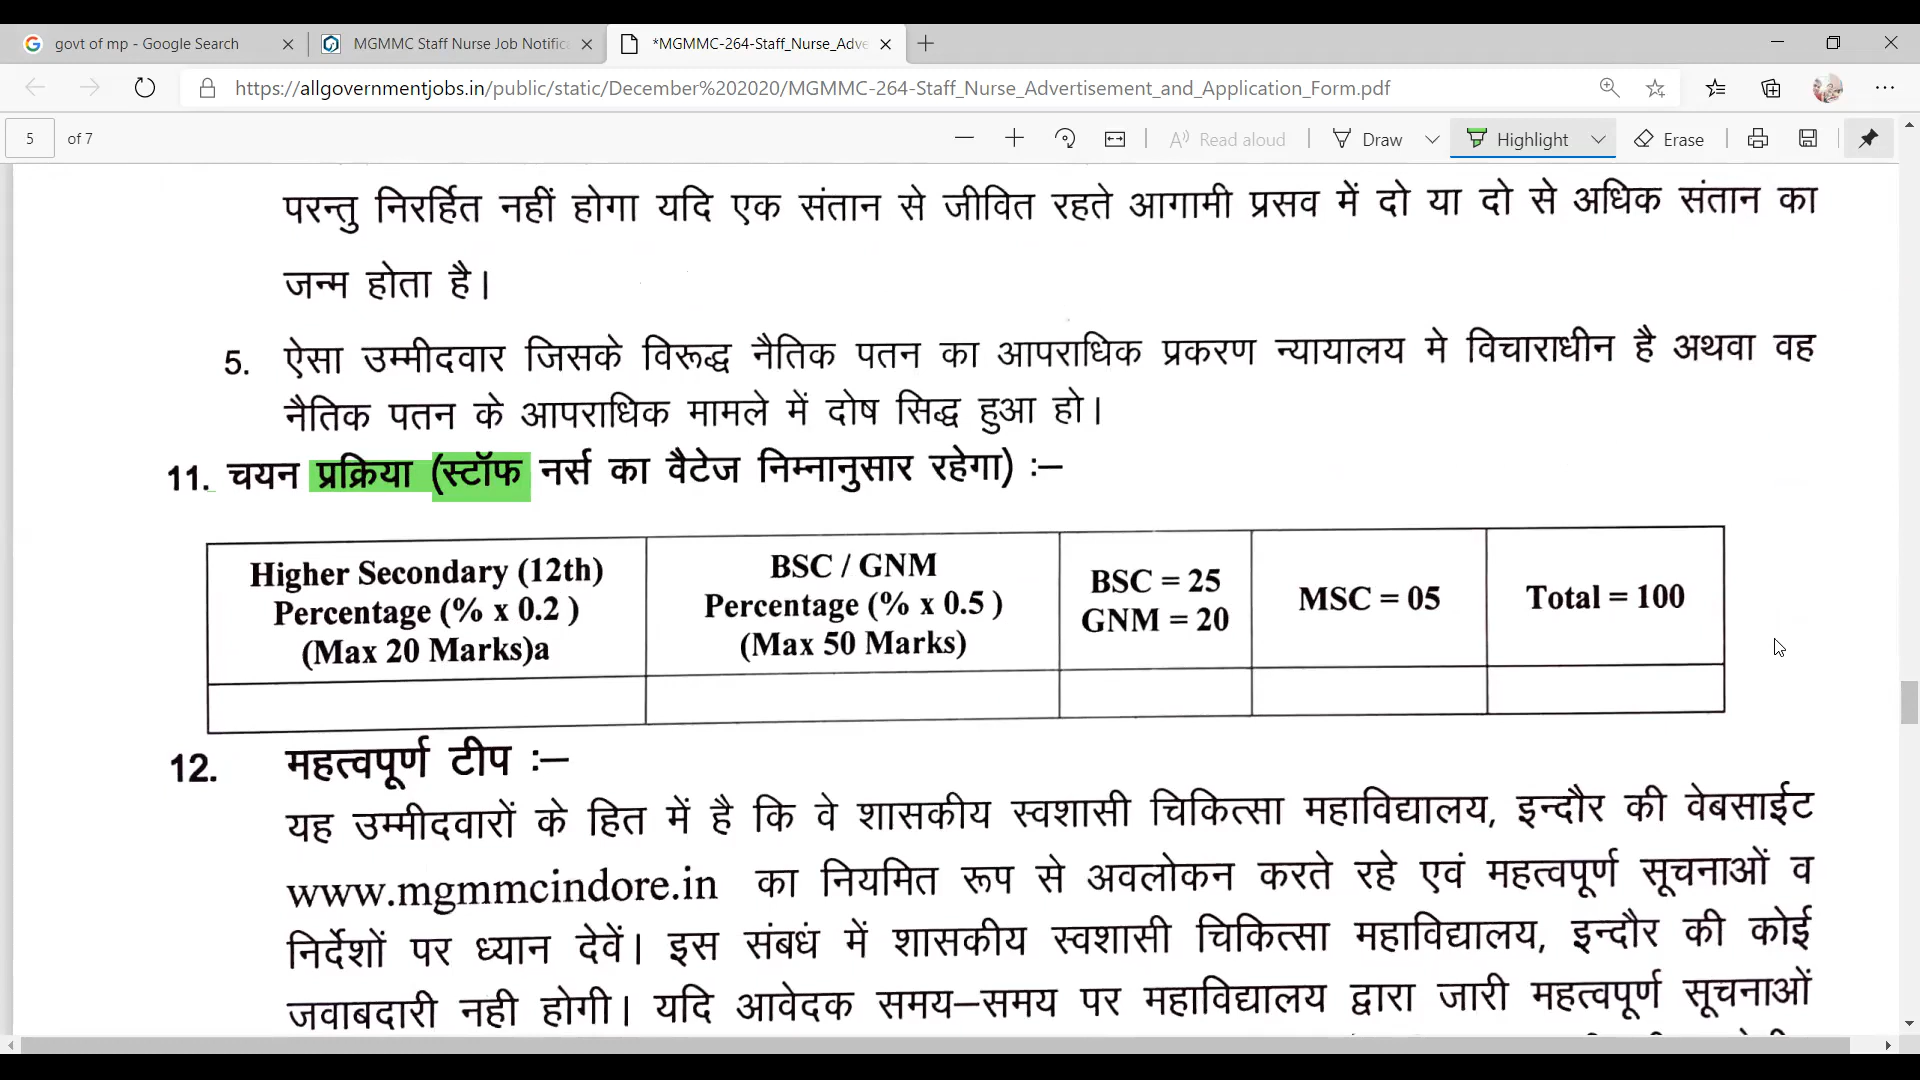 govt of mp - Google Search
MGMMC Staff Nurse Job Notific
*MGMMC-264-Staff_Nurse_Adve
https://allgovernmentjobs.in/public/static/December%202020/MGMMC-264-Staff_Nurse_Advertisement_and_Application_Form.pdf
5 of 7
Read aloud
Draw
Highlight
Erase
परन्तु निरर्हित नहीं होगा यदि एक संतान से जीवित रहते आगामी प्रसव में दो या दो से अधिक संतान का
जन्म होता है।
5. ऐसा उम्मीदवार जिसके विरूद्ध नैतिक पतन का आपराधिक प्रकरण न्यायालय मे विचाराधीन है अथवा वह
नैतिक पतन के आपराधिक मामले में दोष सिद्ध हुआ हो।
11. चयन प्रक्रिया (स्टॉफ नर्स का वैटेज निम्नानुसार रहेगा) :–
Higher Secondary (12th)
Percentage (% x 0.2 )
(Max 20 Marks)a
BSC / GNM
Percentage (% x 0.5 )
(Max 50 Marks)
BSC = 25
GNM = 20
MSC = 05
Total = 100
12. महत्वपूर्ण टीप :–
यह उम्मीदवारों के हित में है कि वे शासकीय स्वशासी चिकित्सा महाविद्यालय, इन्दौर की वेबसाईट
www.mgmmcindore.in का नियमित रूप से अवलोकन करते रहे एवं महत्वपूर्ण सूचनाओं व
निर्देशों पर ध्यान देवें। इस संबधं में शासकीय स्वशासी चिकित्सा महाविद्यालय, इन्दौर की कोई
जवाबदारी नही होगी। यदि आवेदक समय–समय पर महाविद्यालय द्वारा जारी महत्वपूर्ण सूचनाओं